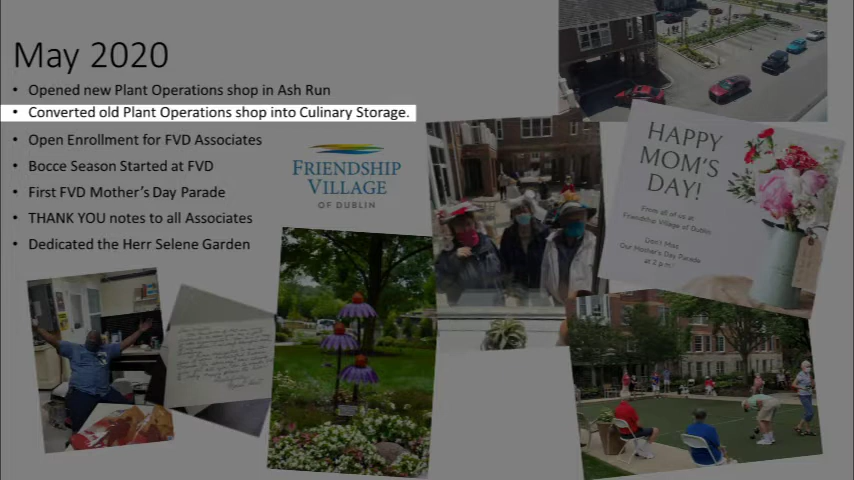 May 2020
• Opened new Plant Operations shop in Ash Run
• Converted old Plant Operations shop into Culinary Storage.
• Open Enrollment for FVD Associates
• Bocce Season Started at FVD
• First FVD Mother's Day Parade
• THANK YOU notes to all Associates
• Dedicated the Herr Selene Garden
FRIENDSHIP
VILLAGE
OF DUBLIN
HAPPY
MOM'S
DAY!
From all of us at
Friendship Village of Dublin
Don't Miss
Our Mother's Day Parade
at 2 p.m.!